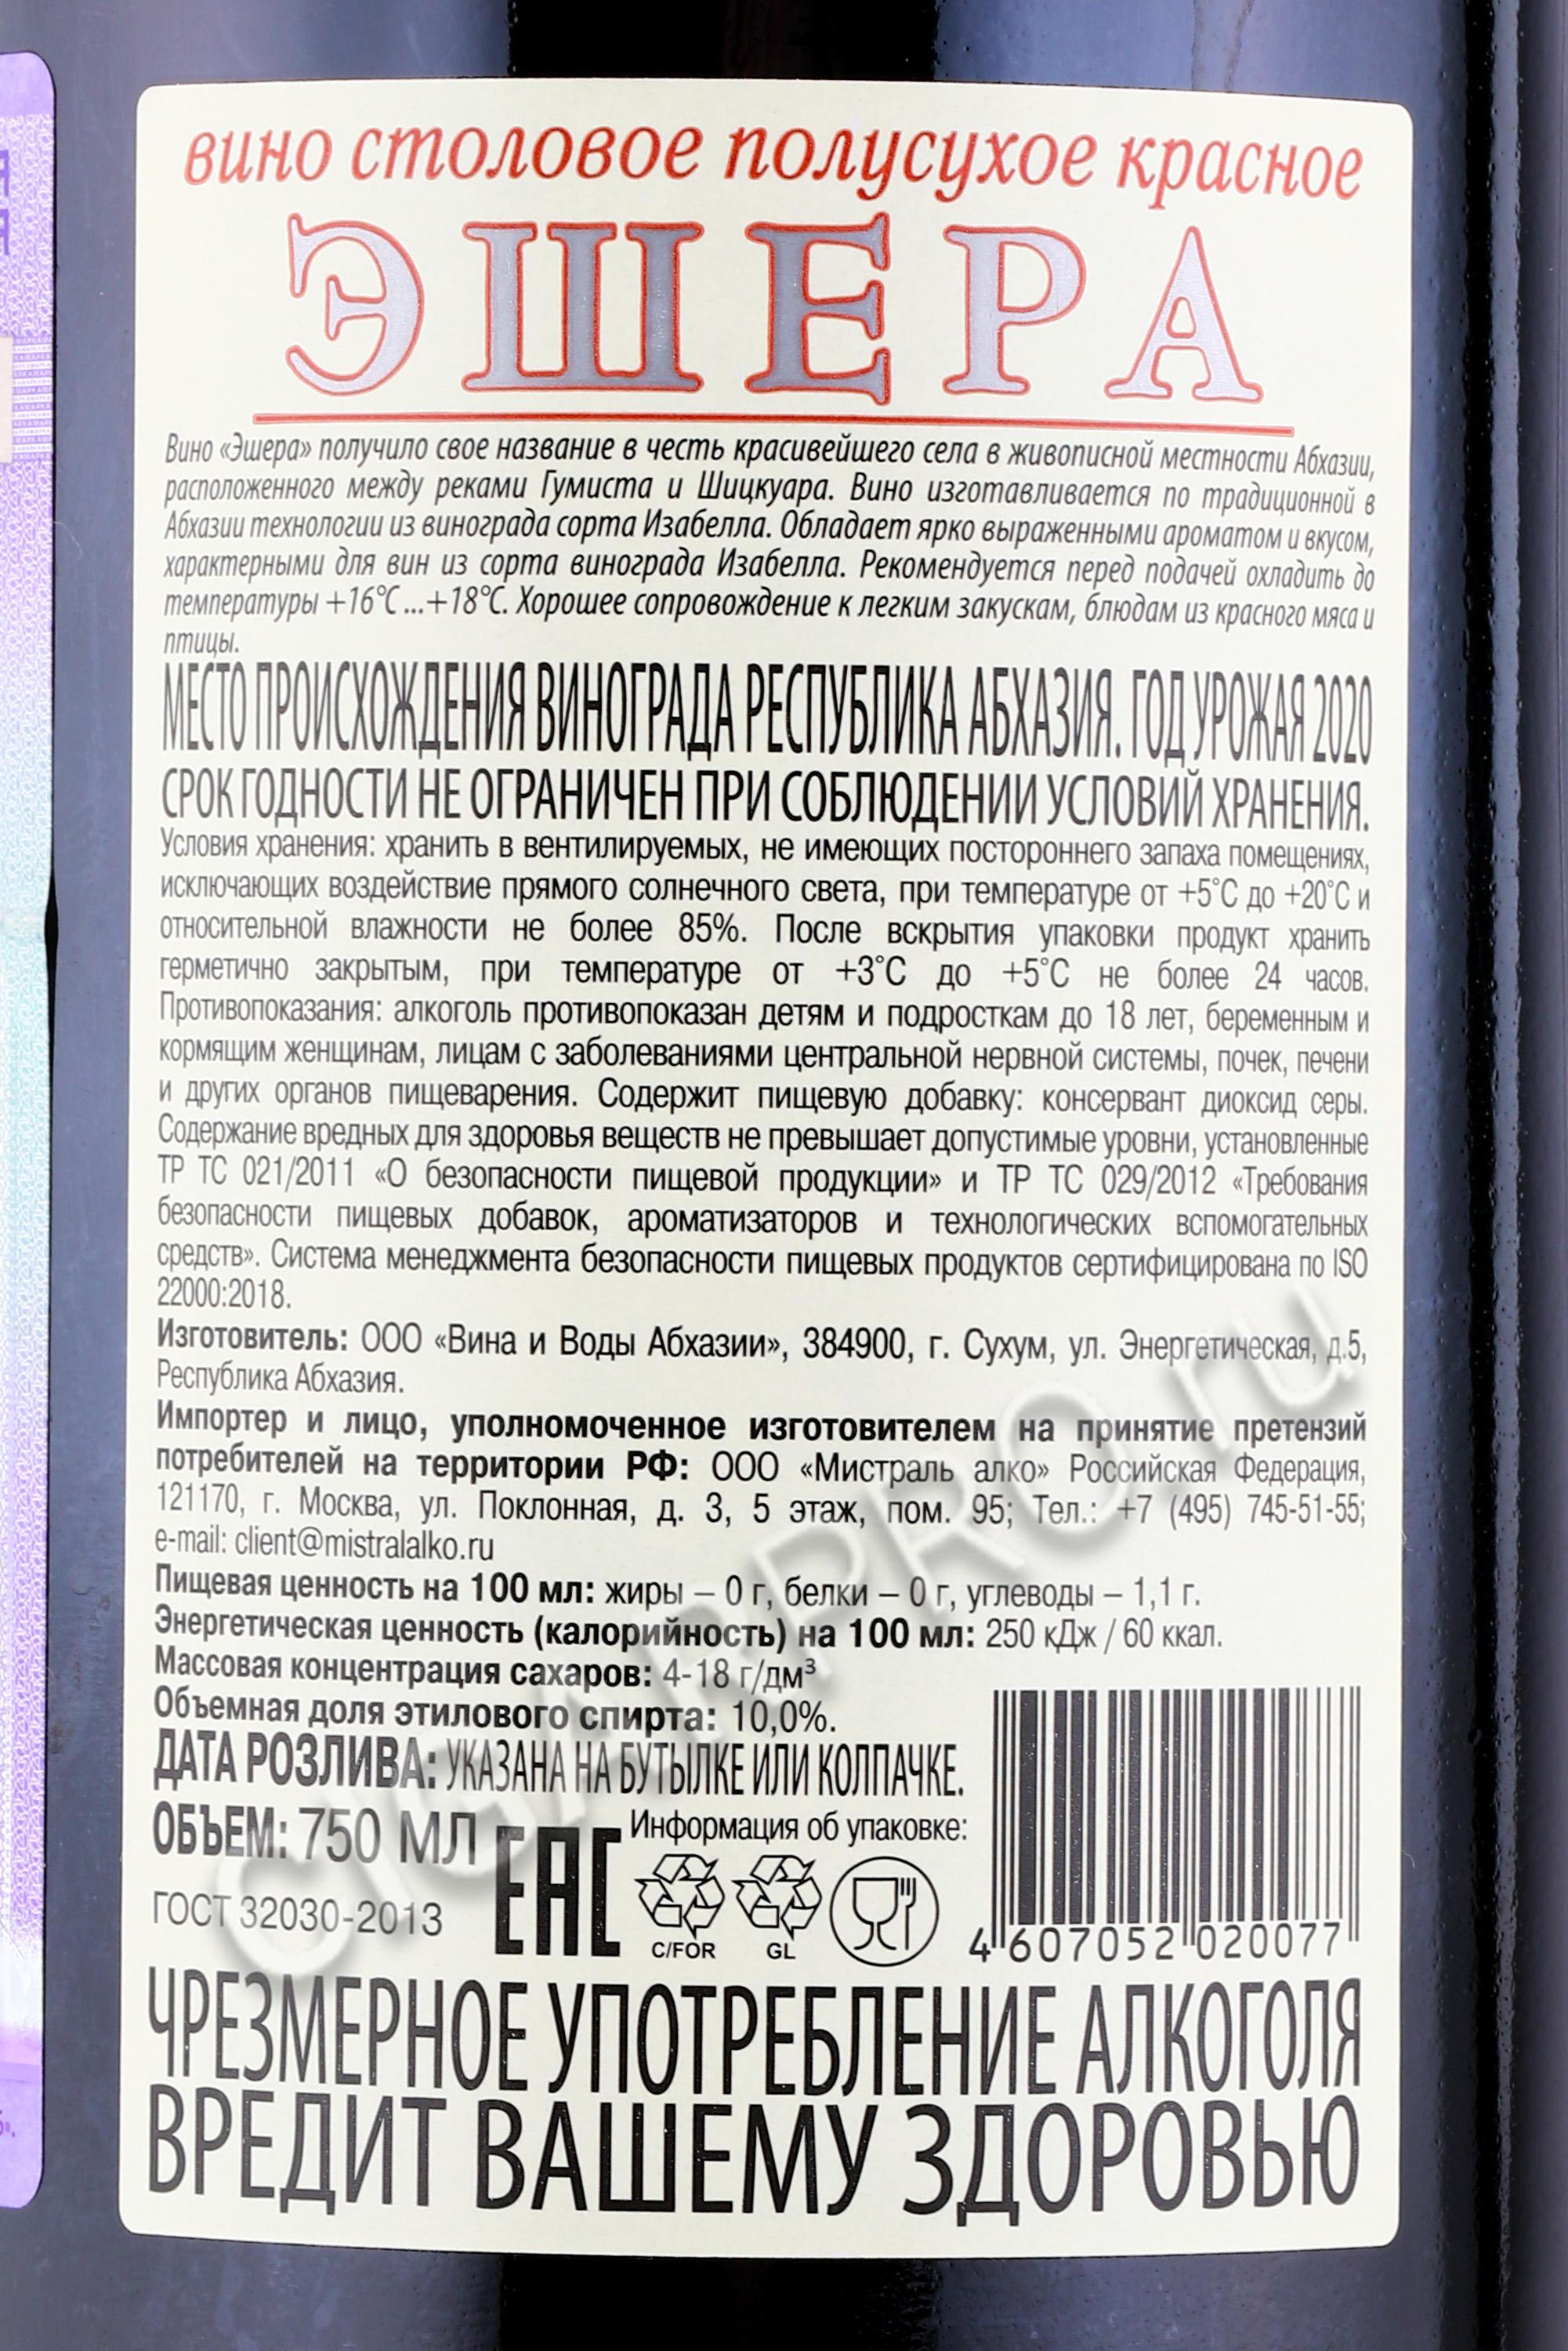 вино столовое полусухое красное
ЭШЕРА
Вино «Эшера» получило свое название в честь красивейшего села в живописной местности Абхазии,
расположенного между реками Гумиста и Шицкуара. Вино изготавливается по традиционной в
Абхазии технологии из винограда сорта Изабелла. Обладает ярко выраженными ароматом и вкусом,
характерными для вин из сорта винограда Изабелла. Рекомендуется перед подачей охладить до
температуры +16°С ...+18°С. Хорошее сопровождение к легким закускам, блюдам из красного мяса и
птицы.
МЕСТО ПРОИСХОЖДЕНИЯ ВИНОГРАДА РЕСПУБЛИКА АБХАЗИЯ. ГОД УРОЖАЯ 2020
СРОК ГОДНОСТИ НЕ ОГРАНИЧЕН ПРИ СОБЛЮДЕНИИ УСЛОВИЙ ХРАНЕНИЯ.
Условия хранения: хранить в вентилируемых, не имеющих постороннего запаха помещениях,
исключающих воздействие прямого солнечного света, при температуре от +5°С до +20°С и
относительной влажности не более 85%. После вскрытия упаковки продукт хранить
герметично закрытым, при температуре от +3°С до +5°С не более 24 часов.
Противопоказания: алкоголь противопоказан детям и подросткам до 18 лет, беременным и
кормящим женщинам, лицам с заболеваниями центральной нервной системы, почек, печени
и других органов пищеварения. Содержит пищевую добавку: консервант диоксид серы.
Содержание вредных для здоровья веществ не превышает допустимые уровни, установленные
ТР ТС 021/2011 «О безопасности пищевой продукции» и ТР ТС 029/2012 «Требования
безопасности пищевых добавок, ароматизаторов и технологических вспомогательных
средств». Система менеджмента безопасности пищевых продуктов сертифицирована по ISO
22000:2018.
Изготовитель: ООО «Вина и Воды Абхазии», 384900, г. Сухум, ул. Энергетическая, д.5,
Республика Абхазия.
Импортер и лицо, уполномоченное изготовителем на принятие претензий
потребителей на территории РФ: ООО «Мистраль алко» Российская Федерация,
121170, г. Москва, ул. Поклонная, д. 3, 5 этаж, пом. 95; Тел.: +7 (495) 745-51-55;
e-mail: client@mistralalko.ru
Пищевая ценность на 100 мл: жиры – 0 г, белки – 0 г, углеводы – 1,1 г.
Энергетическая ценность (калорийность) на 100 мл: 250 кДж / 60 ккал.
Массовая концентрация сахаров: 4-18 г/дм³
Объемная доля этилового спирта: 10,0%.
ДАТА РОЗЛИВА: УКАЗАНА НА БУТЫЛКЕ ИЛИ КОЛПАЧКЕ.
ОБЪЕМ: 750 МЛ
EAC
Информация об упаковке:
C/FOR GL
ГОСТ 32030-2013
4 607052 020077
ЧРЕЗМЕРНОЕ УПОТРЕБЛЕНИЕ АЛКОГОЛЯ
ВРЕДИТ ВАШЕМУ ЗДОРОВЬЮ
CIGARPRO.ru